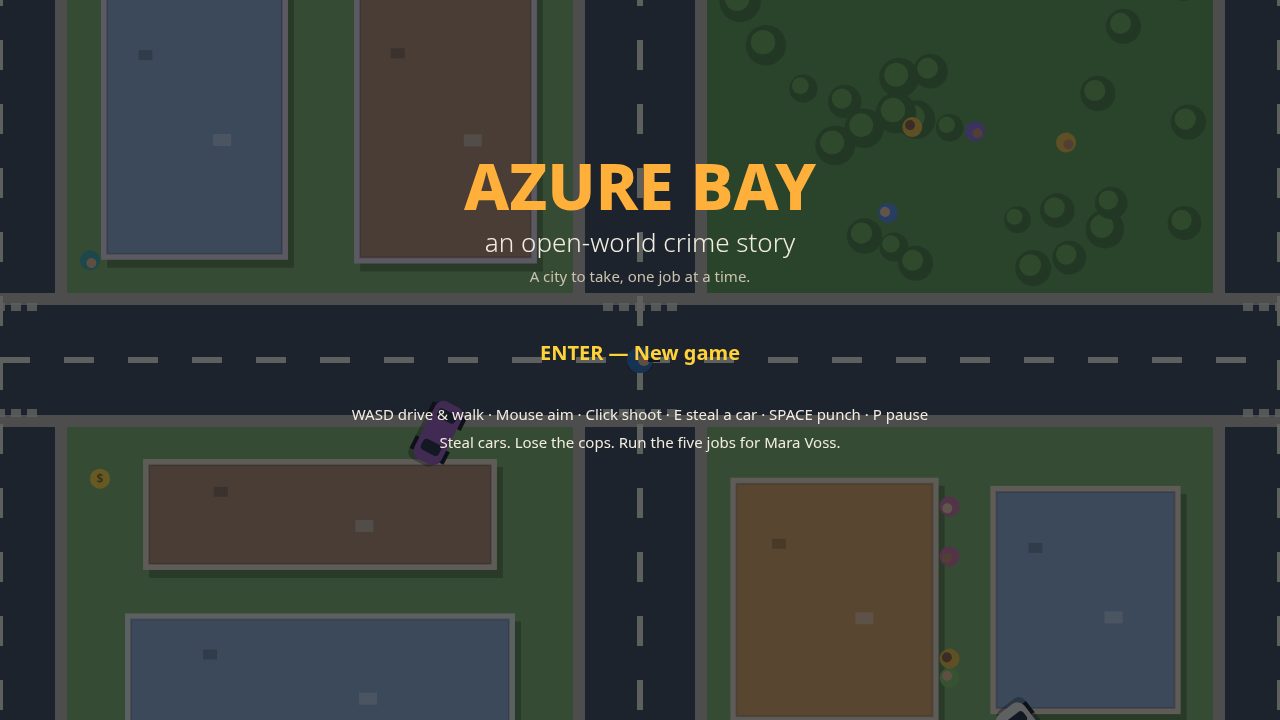 AZURE BAY
an open-world crime story
A city to take, one job at a time.
ENTER — New game
WASD drive & walk · Mouse aim · Click shoot · E steal a car · SPACE punch · P pause
Steal cars. Lose the cops. Run the five jobs for Mara Voss.
$